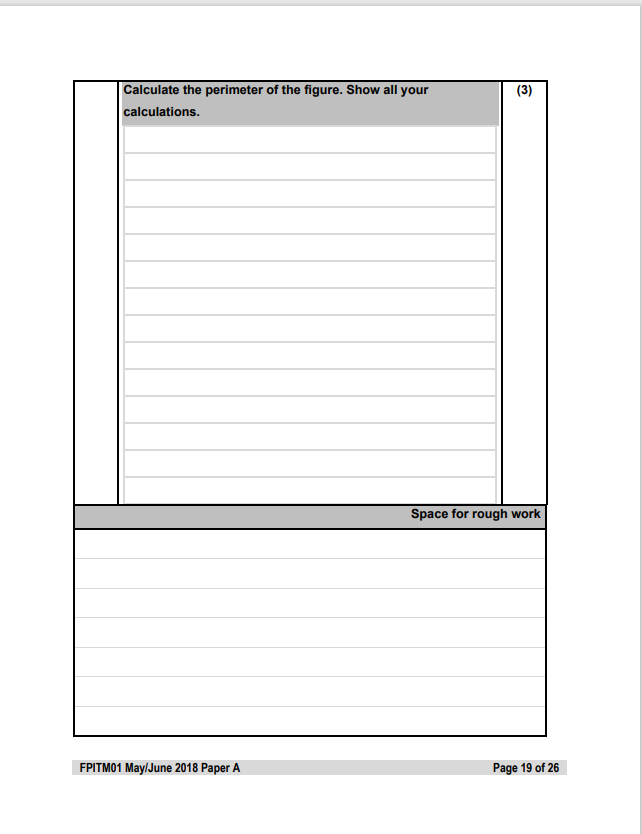 Calculate the perimeter of the figure. Show all your
(3)
calculations.
Space for rough work
FPITM01 May/June 2018 Paper A
Page 19 of 26